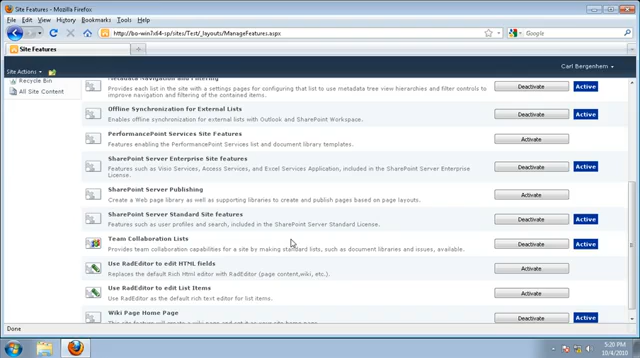 Site Features - Mozilla Firefox
File Edit View History Bookmarks Tools Help
http://bo-win7x64-sp/sites/Test/_layouts/ManageFeatures.aspx
Google
Site Features
Carl Bergenhem
Site Actions
Recycle Bin
All Site Content
Metadata Navigation and Filtering
Provides each list in the site with a settings pages for configuring that list to use metadata tree view hierarchies and filter controls
to improve navigation and filtering of the contained items.
Deactivate Active
Offline Synchronization for External Lists
Enables offline synchronization for external lists with Outlook and SharePoint Workspace.
Deactivate Active
PerformancePoint Services Site Features
Features enabling the PerformancePoint Services list and document library templates.
Activate
SharePoint Server Enterprise Site features
Features such as Visio Services, Access Services, and Excel Services Application, included in the SharePoint Server Enterprise
License.
Deactivate Active
SharePoint Server Publishing
Create a Web page library as well as supporting libraries to create and publish pages based on page layouts.
Activate
SharePoint Server Standard Site features
Features such as user profiles and search, included in the SharePoint Server Standard License.
Deactivate Active
Team Collaboration Lists
Provides team collaboration capabilities for a site by making standard lists, such as document libraries and issues, available.
Deactivate Active
Use RadEditor to edit HTML fields
Replaces the default Rich html editor with RadEditor (page content,wiki, etc.).
Activate
Use RadEditor to edit List Items
Use RadEditor as the default rich text editor for list items.
Activate
Wiki Page Home Page
Deactivate Active
Done
5:20 PM
10/4/2010